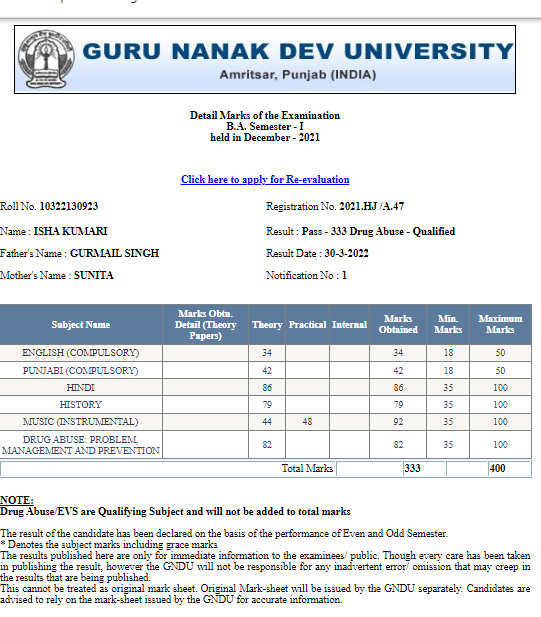 GURU NANAK DEV UNIVERSITY
Amritsar, Punjab (INDIA)
Detail Marks of the Examination
B.A. Semester - I
held in December - 2021
Click here to apply for Re-evaluation
Roll No. 10322130923 Registration No. 2021.HJ /A.47
Name : ISHA KUMARI Result : Pass - 333 Drug Abuse - Qualified
Father's Name : GURMAIL SINGH Result Date : 30-3-2022
Mother's Name : SUNITA Notification No : 1
Subject Name Marks Obtn. Detail (Theory Papers) Theory Practical Internal Marks Obtained Min. Marks Maximum Marks
ENGLISH (COMPULSORY) 34 34 18 50
PUNJABI (COMPULSORY) 42 42 18 50
HINDI 86 86 35 100
HISTORY 79 79 35 100
MUSIC (INSTRUMENTAL) 44 48 92 35 100
DRUG ABUSE: PROBLEM, MANAGEMENT AND PREVENTION 82 82 35 100
Total Marks 333 400
NOTE:
Drug Abuse/EVS are Qualifying Subject and will not be added to total marks
The result of the candidate has been declared on the basis of the performance of Even and Odd Semester.
* Denotes the subject marks including grace marks
The results published here are only for immediate information to the examinees/ public. Though every care has been taken
in publishing the result, however the GNDU will not be responsible for any inadvertent error/ omission that may creep in
the results that are being published.
This cannot be treated as original mark sheet. Original Mark-sheet will be issued by the GNDU separately. Candidates are
advised to rely on the mark-sheet issued by the GNDU for accurate information.